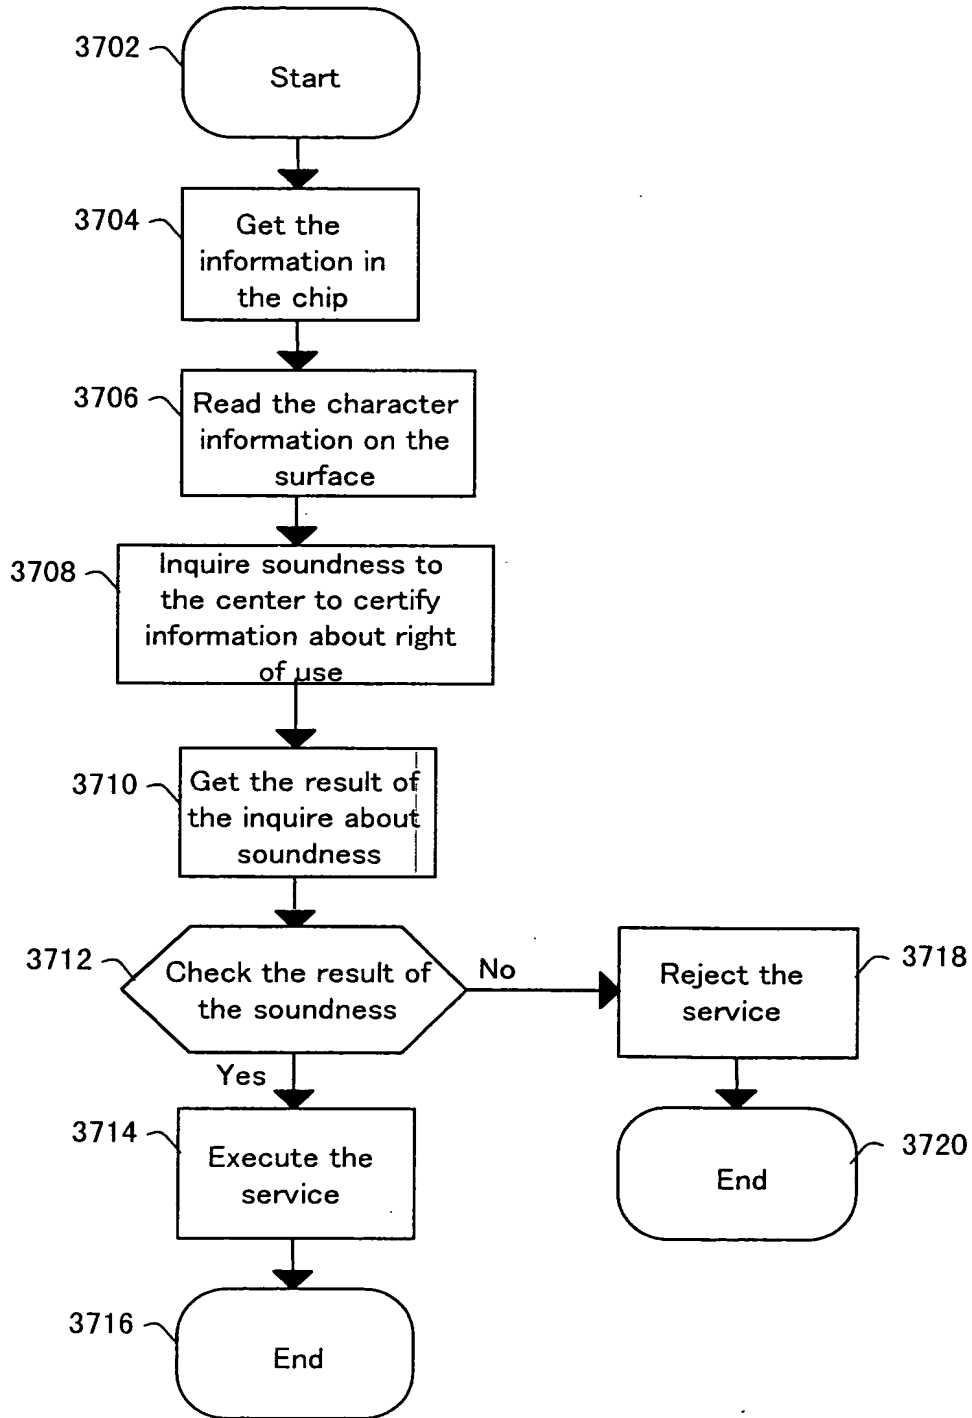 3702
Start
3704
Get the
information in
the chip
3706
Read the character
information on the
surface
3708
Inquire soundness to
the center to certify
information about right
of use
3710
Get the result of
the inquire about
soundness
3712
Check the result of
the soundness
No
3718
Reject the
service
Yes
3714
Execute the
service
3720
End
3716
End